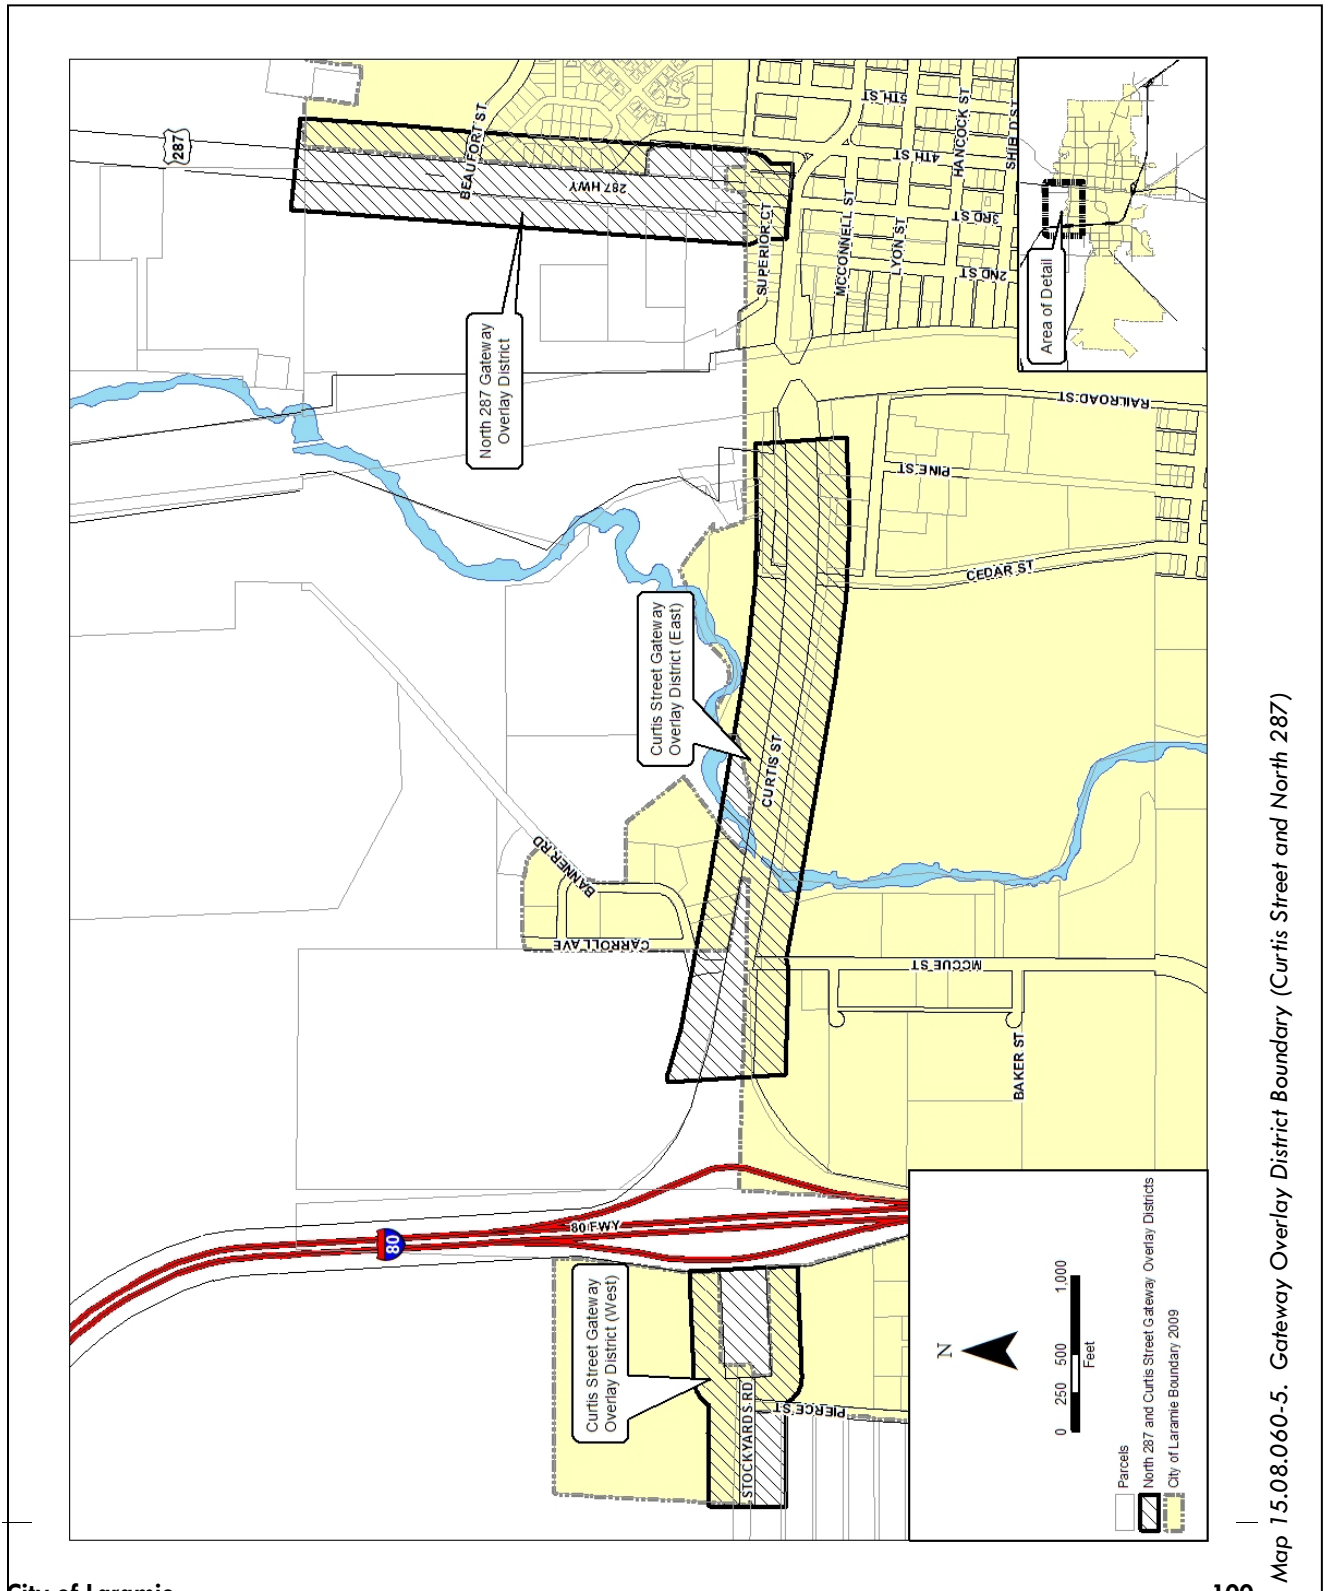 287
BEAUFORT ST
287 HWY
5TH ST
HANCOCK ST
SHIELD ST
4TH ST
3RD ST
2ND ST
MCCONNELL ST
LYON ST
SUPERIOR CT
North 287 Gateway
Overlay District
Area of Detail
RAILROAD ST
PINE ST
CEDAR ST
Curtis Street Gateway
Overlay District (East)
CURTIS ST
BANNER RD
CARROLL AVE
MCCUE ST
BAKER ST
80 FWY
80
Curtis Street Gateway
Overlay District (West)
STOCKYARDS RD
PIERCE ST
N
0 250 500 1,000
Feet
Parcels
North 287 and Curtis Street Gateway Overlay Districts
City of Laramie Boundary 2009
Map 15.08.060-5. Gateway Overlay District Boundary (Curtis Street and North 287)
City of Laramie